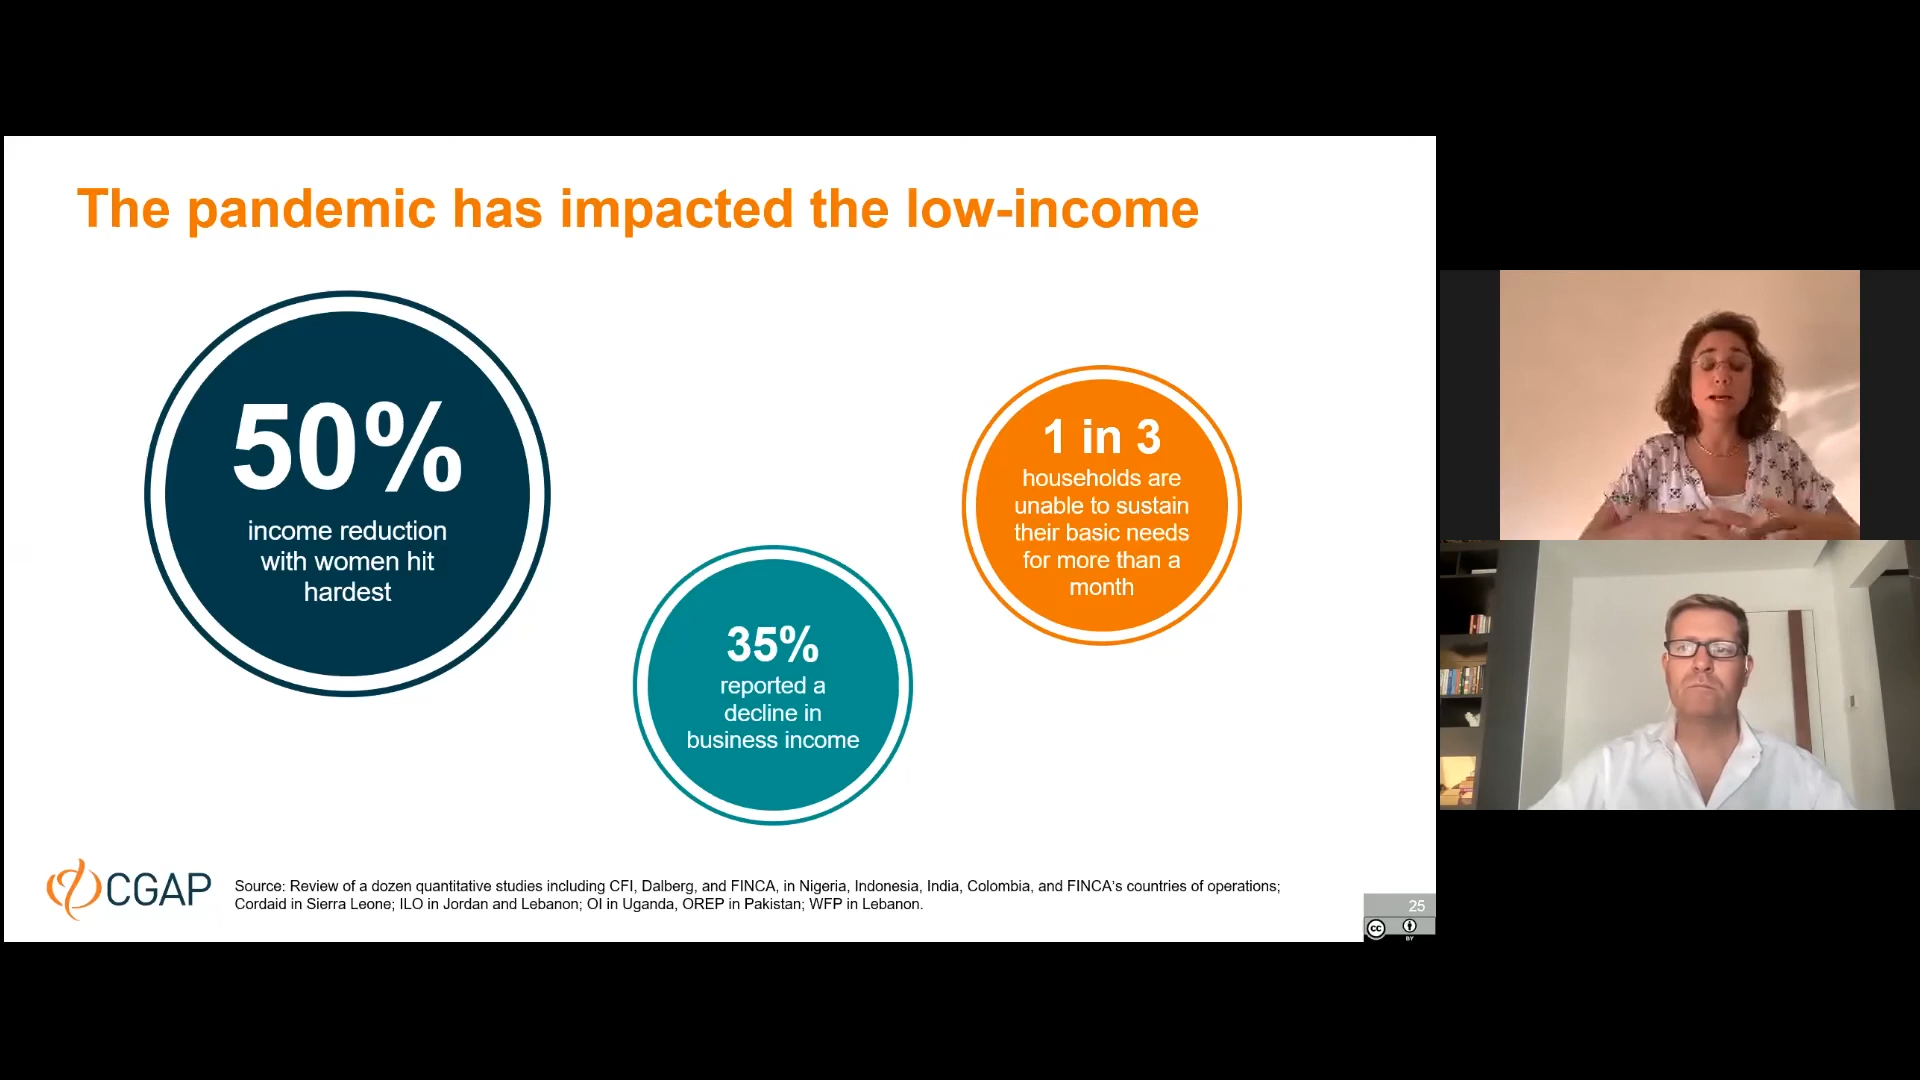 The pandemic has impacted the low-income
50%
income reduction
with women hit
hardest
35%
reported a
decline in
business income
1 in 3
households are
unable to sustain
their basic needs
for more than a
month
CGAP
Source: Review of a dozen quantitative studies including CFI, Dalberg, and FINCA, in Nigeria, Indonesia, India, Colombia, and FINCA's countries of operations;
Cordaid in Sierra Leone; ILO in Jordan and Lebanon; OI in Uganda, OREP in Pakistan; WFP in Lebanon.
25
cc
BY